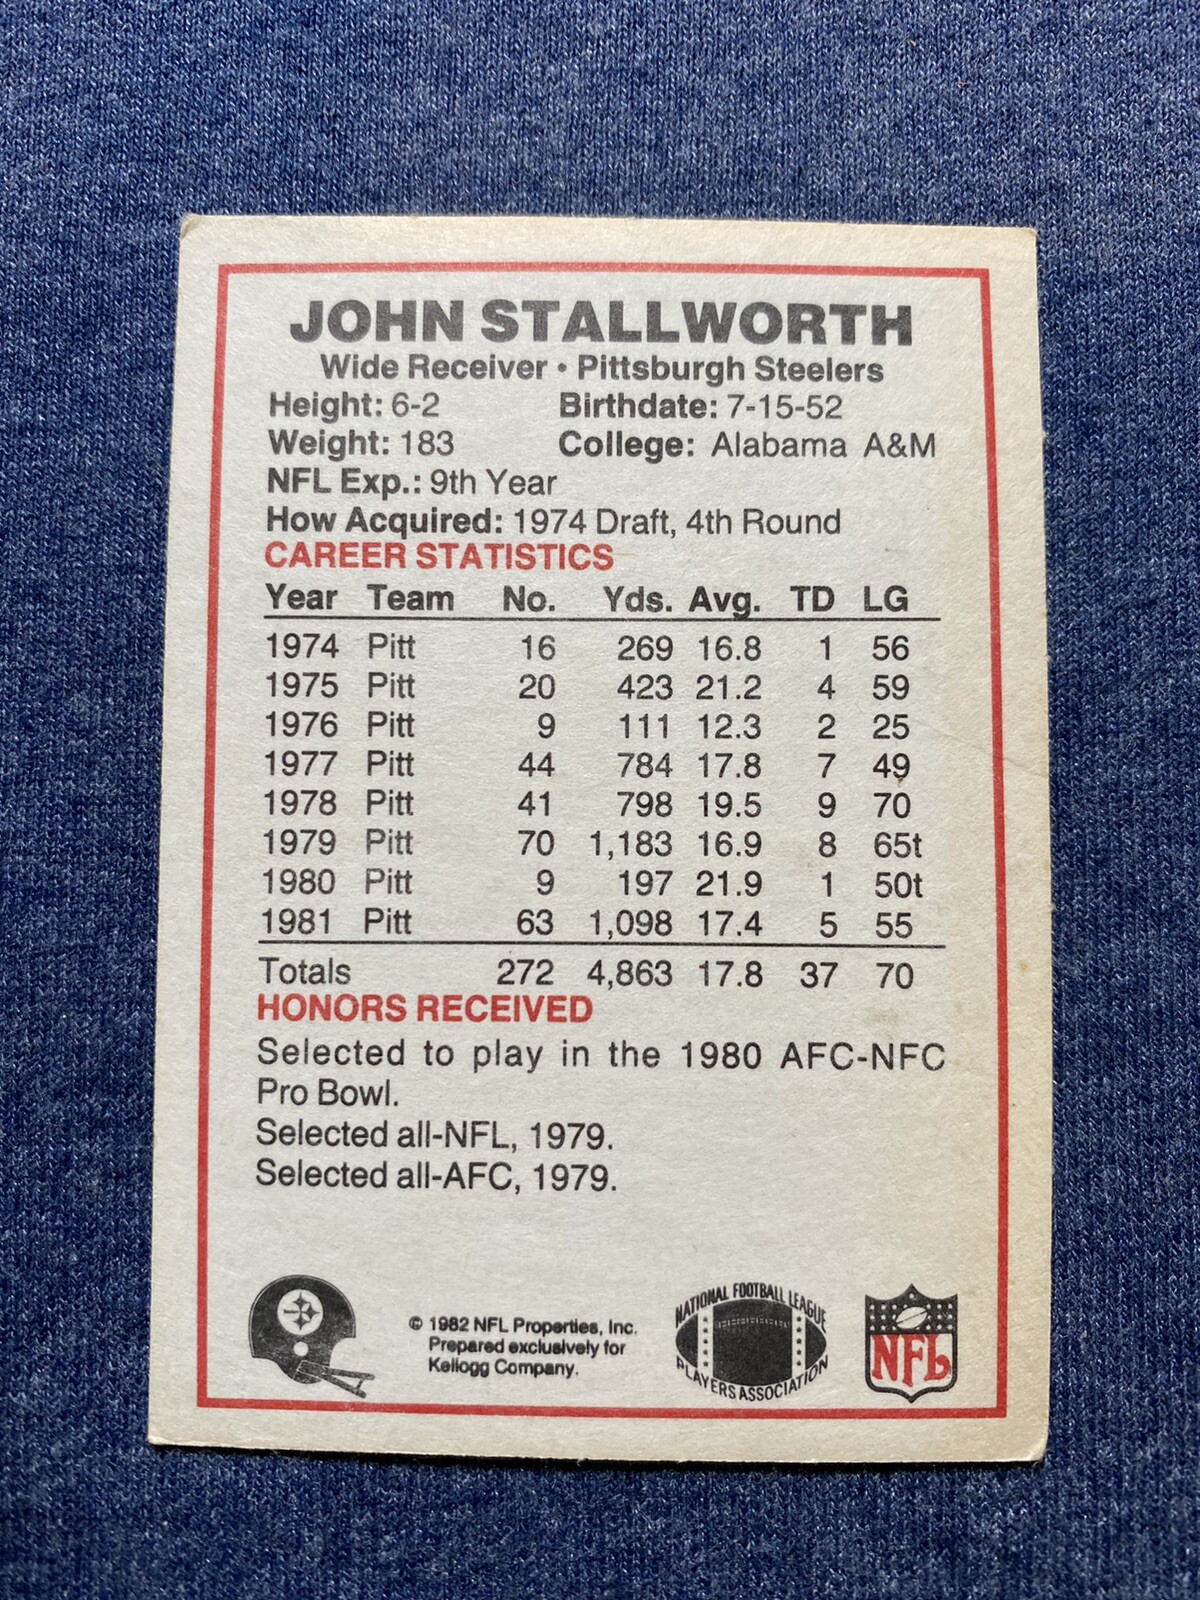 JOHN STALLWORTH
Wide Receiver • Pittsburgh Steelers
Height: 6-2 Birthdate: 7-15-52
Weight: 183 College: Alabama A&M
NFL Exp.: 9th Year
How Acquired: 1974 Draft, 4th Round
CAREER STATISTICS
Year Team No. Yds. Avg. TD LG
1974 Pitt 16 269 16.8 1 56
1975 Pitt 20 423 21.2 4 59
1976 Pitt 9 111 12.3 2 25
1977 Pitt 44 784 17.8 7 49
1978 Pitt 41 798 19.5 9 70
1979 Pitt 70 1,183 16.9 8 65t
1980 Pitt 9 197 21.9 1 50t
1981 Pitt 63 1,098 17.4 5 55
Totals 272 4,863 17.8 37 70
HONORS RECEIVED
Selected to play in the 1980 AFC-NFC
Pro Bowl.
Selected all-NFL, 1979.
Selected all-AFC, 1979.
© 1982 NFL Properties, Inc.
Prepared exclusively for
Kellogg Company.
NATIONAL FOOTBALL LEAGUE
PLAYERS ASSOCIATION
NFL